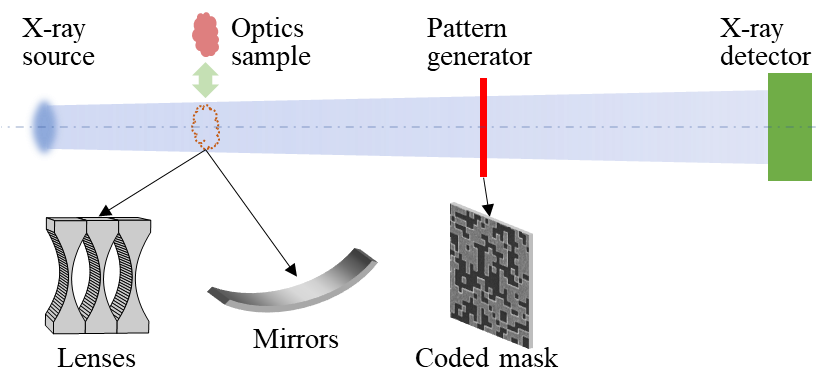 X-ray
source
Optics
sample
Pattern
generator
X-ray
detector
Lenses
Mirrors
Coded mask